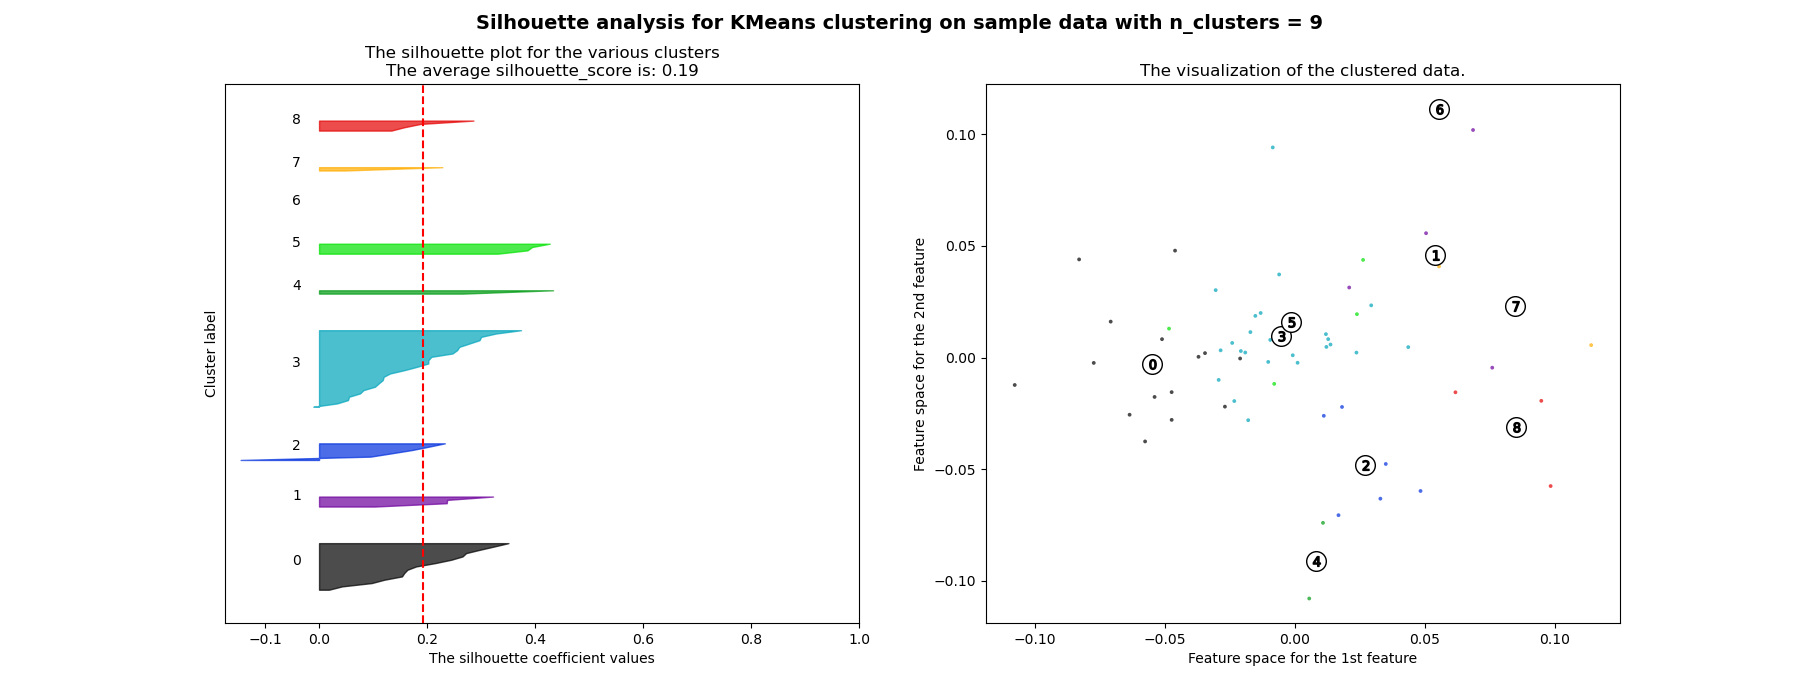 Silhouette analysis for KMeans clustering on sample data with n_clusters = 9
The silhouette plot for the various clusters
The average silhouette_score is: 0.19
8
7
6
5
4
3
2
1
0
Cluster label
−0.1 0.0 0.2 0.4 0.6 0.8 1.0
The silhouette coefficient values
The visualization of the clustered data.
0.10
0.05
0.00
−0.05
−0.10
Feature space for the 2nd feature
6
1
7
5
3
0
8
2
4
−0.10 −0.05 0.00 0.05 0.10
Feature space for the 1st feature